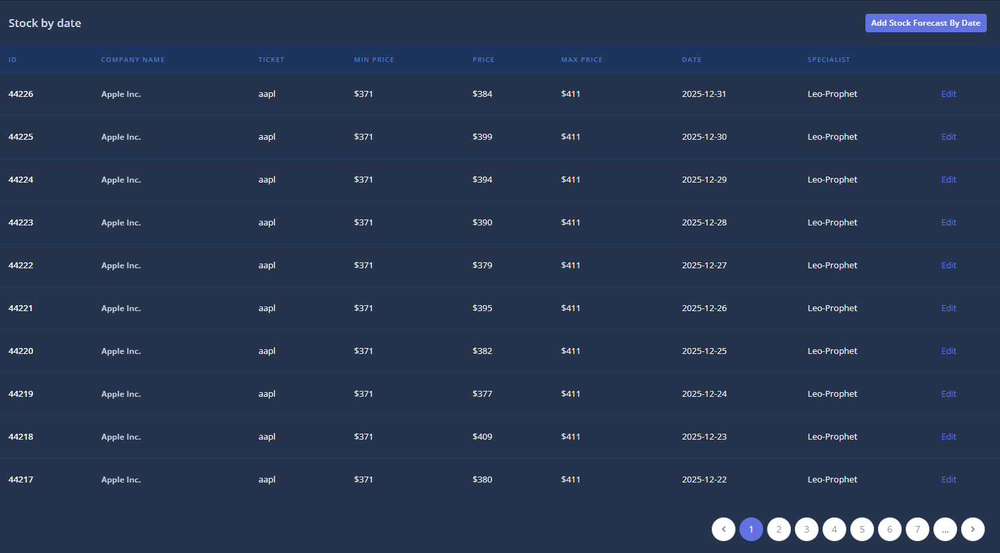 Stock by date
Add Stock Forecast By Date
ID COMPANY NAME TICKET MIN PRICE PRICE MAX PRICE DATE SPECIALIST
44226 Apple Inc. aapl $371 $384 $411 2025-12-31 Leo-Prophet Edit
44225 Apple Inc. aapl $371 $399 $411 2025-12-30 Leo-Prophet Edit
44224 Apple Inc. aapl $371 $394 $411 2025-12-29 Leo-Prophet Edit
44223 Apple Inc. aapl $371 $390 $411 2025-12-28 Leo-Prophet Edit
44222 Apple Inc. aapl $371 $379 $411 2025-12-27 Leo-Prophet Edit
44221 Apple Inc. aapl $371 $395 $411 2025-12-26 Leo-Prophet Edit
44220 Apple Inc. aapl $371 $382 $411 2025-12-25 Leo-Prophet Edit
44219 Apple Inc. aapl $371 $377 $411 2025-12-24 Leo-Prophet Edit
44218 Apple Inc. aapl $371 $409 $411 2025-12-23 Leo-Prophet Edit
44217 Apple Inc. aapl $371 $380 $411 2025-12-22 Leo-Prophet Edit
1 2 3 4 5 6 7 ...